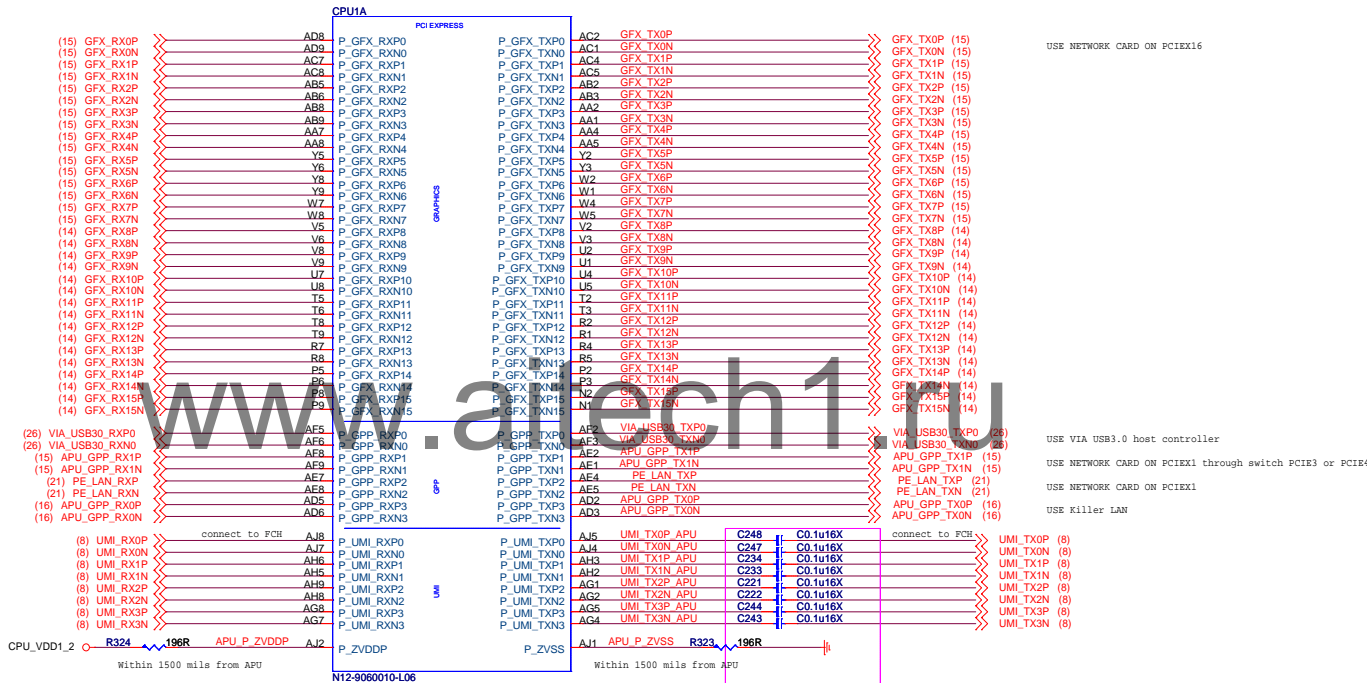 CPU1A
PCI EXPRESS
(15) GFX_RX0P AD8 P_GFX_RXP0 P_GFX_TXP0 AC2 GFX_TX0P GFX_TX0P (15)
(15) GFX_RX0N AD9 P_GFX_RXN0 P_GFX_TXN0 AC1 GFX_TX0N GFX_TX0N (15) USE NETWORK CARD ON PCIEX16
(15) GFX_RX1P AC7 P_GFX_RXP1 P_GFX_TXP1 AC4 GFX_TX1P GFX_TX1P (15)
(15) GFX_RX1N AC8 P_GFX_RXN1 P_GFX_TXN1 AC5 GFX_TX1N GFX_TX1N (15)
(15) GFX_RX2P AB5 P_GFX_RXP2 P_GFX_TXP2 AB2 GFX_TX2P GFX_TX2P (15)
(15) GFX_RX2N AB6 P_GFX_RXN2 P_GFX_TXN2 AB3 GFX_TX2N GFX_TX2N (15)
(15) GFX_RX3P AB8 P_GFX_RXP3 P_GFX_TXP3 AA2 GFX_TX3P GFX_TX3P (15)
(15) GFX_RX3N AB9 P_GFX_RXN3 P_GFX_TXN3 AA1 GFX_TX3N GFX_TX3N (15)
(15) GFX_RX4P AA7 P_GFX_RXP4 P_GFX_TXP4 AA4 GFX_TX4P GFX_TX4P (15)
(15) GFX_RX4N AA8 P_GFX_RXN4 P_GFX_TXN4 AA5 GFX_TX4N GFX_TX4N (15)
(15) GFX_RX5P Y5 P_GFX_RXP5 P_GFX_TXP5 Y2 GFX_TX5P GFX_TX5P (15)
(15) GFX_RX5N Y6 P_GFX_RXN5 P_GFX_TXN5 Y3 GFX_TX5N GFX_TX5N (15)
(15) GFX_RX6P Y8 P_GFX_RXP6 P_GFX_TXP6 W2 GFX_TX6P GFX_TX6P (15)
(15) GFX_RX6N Y9 P_GFX_RXN6 P_GFX_TXN6 W1 GFX_TX6N GFX_TX6N (15)
(15) GFX_RX7P W7 P_GFX_RXP7 GRAPHICS P_GFX_TXP7 W4 GFX_TX7P GFX_TX7P (15)
(15) GFX_RX7N W8 P_GFX_RXN7 P_GFX_TXN7 W5 GFX_TX7N GFX_TX7N (15)
(14) GFX_RX8P V5 P_GFX_RXP8 P_GFX_TXP8 V2 GFX_TX8P GFX_TX8P (14)
(14) GFX_RX8N V6 P_GFX_RXN8 P_GFX_TXN8 V3 GFX_TX8N GFX_TX8N (14)
(14) GFX_RX9P V8 P_GFX_RXP9 P_GFX_TXP9 U2 GFX_TX9P GFX_TX9P (14)
(14) GFX_RX9N V9 P_GFX_RXN9 P_GFX_TXN9 U1 GFX_TX9N GFX_TX9N (14)
(14) GFX_RX10P U7 P_GFX_RXP10 P_GFX_TXP10 U4 GFX_TX10P GFX_TX10P (14)
(14) GFX_RX10N U8 P_GFX_RXN10 P_GFX_TXN10 U5 GFX_TX10N GFX_TX10N (14)
(14) GFX_RX11P T5 P_GFX_RXP11 P_GFX_TXP11 T2 GFX_TX11P GFX_TX11P (14)
(14) GFX_RX11N T6 P_GFX_RXN11 P_GFX_TXN11 T3 GFX_TX11N GFX_TX11N (14)
(14) GFX_RX12P T8 P_GFX_RXP12 P_GFX_TXP12 R2 GFX_TX12P GFX_TX12P (14)
(14) GFX_RX12N T9 P_GFX_RXN12 P_GFX_TXN12 R1 GFX_TX12N GFX_TX12N (14)
(14) GFX_RX13P R7 P_GFX_RXP13 P_GFX_TXP13 R4 GFX_TX13P GFX_TX13P (14)
(14) GFX_RX13N R8 P_GFX_RXN13 P_GFX_TXN13 R5 GFX_TX13N GFX_TX13N (14)
(14) GFX_RX14P P5 P_GFX_RXP14 P_GFX_TXP14 P2 GFX_TX14P GFX_TX14P (14)
(14) GFX_RX14N P6 P_GFX_RXN14 P_GFX_TXN14 P3 GFX_TX14N GFX_TX14N (14)
(14) GFX_RX15P P8 P_GFX_RXP15 P_GFX_TXP15 N2 GFX_TX15P GFX_TX15P (14)
(14) GFX_RX15N P9 P_GFX_RXN15 P_GFX_TXN15 N1 GFX_TX15N GFX_TX15N (14)
www.aitech1.ru
(26) VIA_USB30_RXP0 AF5 P_GPP_RXP0 P_GPP_TXP0 AF2 VIA_USB30_TXP0 VIA_USB30_TXP0 (26)
(26) VIA_USB30_RXN0 AF6 P_GPP_RXN0 P_GPP_TXN0 AF3 VIA_USB30_TXN0 VIA_USB30_TXN0 (26) USE VIA USB3.0 host controller
(15) APU_GPP_RX1P AF8 P_GPP_RXP1 P_GPP_TXP1 AE2 APU_GPP_TX1P APU_GPP_TX1P (15)
(15) APU_GPP_RX1N AF9 P_GPP_RXN1 P_GPP_TXN1 AE1 APU_GPP_TX1N APU_GPP_TX1N (15) USE NETWORK CARD ON PCIEX1 through switch PCIE3 or PCIE4
(21) PE_LAN_RXP AE7 P_GPP_RXP2 GPP P_GPP_TXP2 AE4 PE_LAN_TXP PE_LAN_TXP (21)
(21) PE_LAN_RXN AE8 P_GPP_RXN2 P_GPP_TXN2 AE5 PE_LAN_TXN PE_LAN_TXN (21) USE NETWORK CARD ON PCIEX1
(16) APU_GPP_RX0P AD5 P_GPP_RXP3 P_GPP_TXP3 AD2 APU_GPP_TX0P APU_GPP_TX0P (16)
(16) APU_GPP_RX0N AD6 P_GPP_RXN3 P_GPP_TXN3 AD3 APU_GPP_TX0N APU_GPP_TX0N (16) USE Killer LAN
connect to FCH connect to FCH
(8) UMI_RX0P AJ8 P_UMI_RXP0 P_UMI_TXP0 AJ5 UMI_TX0P_APU C248 C0.1u16X UMI_TX0P (8)
(8) UMI_RX0N AJ7 P_UMI_RXN0 P_UMI_TXN0 AJ4 UMI_TX0N_APU C247 C0.1u16X UMI_TX0N (8)
(8) UMI_RX1P AH6 P_UMI_RXP1 P_UMI_TXP1 AH3 UMI_TX1P_APU C234 C0.1u16X UMI_TX1P (8)
(8) UMI_RX1N AH5 P_UMI_RXN1 P_UMI_TXN1 AH2 UMI_TX1N_APU C233 C0.1u16X UMI_TX1N (8)
(8) UMI_RX2P AH9 P_UMI_RXP2 UMI P_UMI_TXP2 AG1 UMI_TX2P_APU C221 C0.1u16X UMI_TX2P (8)
(8) UMI_RX2N AH8 P_UMI_RXN2 P_UMI_TXN2 AG2 UMI_TX2N_APU C222 C0.1u16X UMI_TX2N (8)
(8) UMI_RX3P AG8 P_UMI_RXP3 P_UMI_TXP3 AG5 UMI_TX3P_APU C244 C0.1u16X UMI_TX3P (8)
(8) UMI_RX3N AG7 P_UMI_RXN3 P_UMI_TXN3 AG4 UMI_TX3N_APU C243 C0.1u16X UMI_TX3N (8)
CPU_VDD1_2 R324 196R APU_P_ZVDDP AJ2 P_ZVDDP P_ZVSS AJ1 APU_P_ZVSS R323 196R
Within 1500 mils from APU Within 1500 mils from APU
N12-9060010-L06